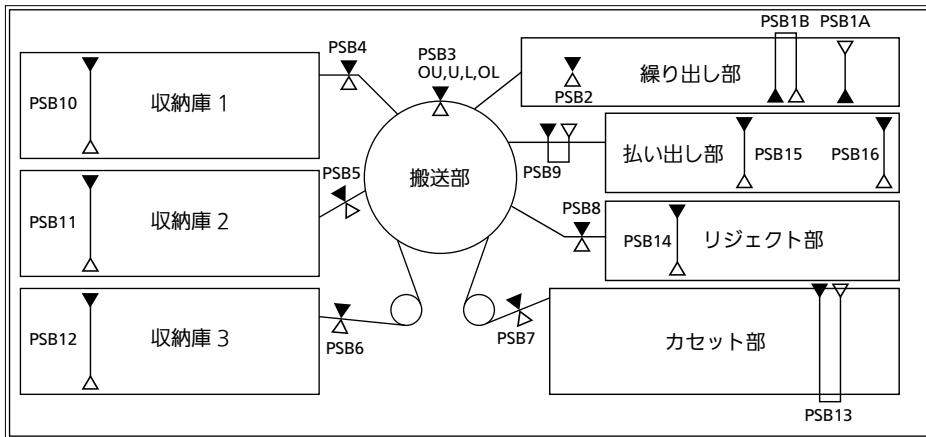 PSB1B
PSB1A
PSB4
PSB3
OU,U,L,OL
繰り出し部
PSB2
PSB10
収納庫 1
PSB5
搬送部
PSB9
払い出し部
PSB15
PSB16
PSB11
収納庫 2
PSB8
PSB14
リジェクト部
PSB12
収納庫 3
PSB6
PSB7
カセット部
PSB13